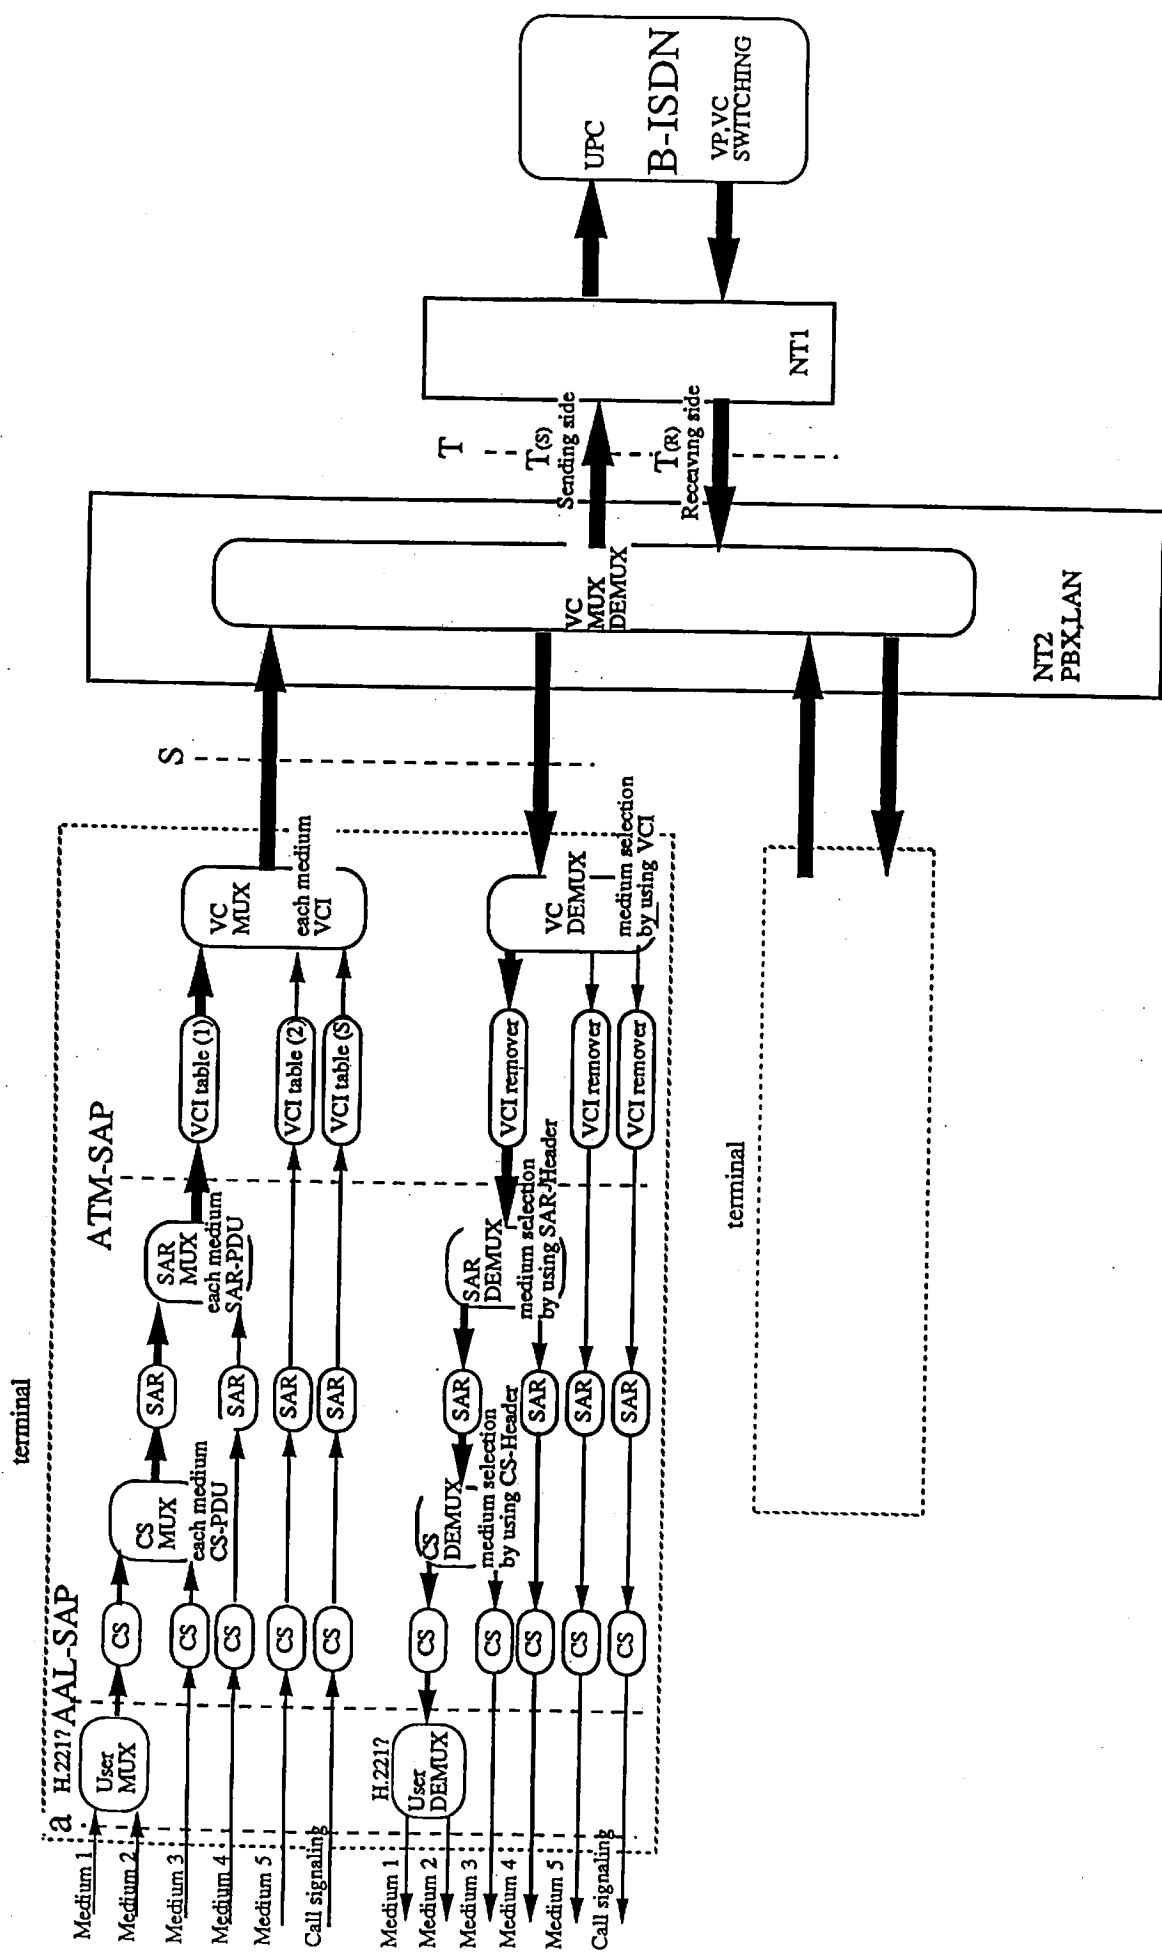 terminal
a
H.221?
AAL-SAP
ATM-SAP
S
T
Medium 1
Medium 2
Medium 3
Medium 4
Medium 5
Call signaling
User
MUX
CS
CS
CS
CS
CS
CS
MUX
each medium
CS-PDU
SAR
SAR
SAR
SAR
SAR
MUX
each medium
SAR-PDU
VCI table (1)
VCI table (2)
VCI table (S
VC
MUX
each medium
VCI
Medium 1
Medium 2
Medium 3
Medium 4
Medium 5
Call signaling
H.221?
User
DEMUX
CS
CS
CS
CS
CS
CS
DEMUX
medium selection
by using CS-Header
SAR
SAR
SAR
SAR
SAR
DEMUX
medium selection
by using SAR-Header
VCI remover
VCI remover
VCI remover
VC
DEMUX
medium selection
by using VCI
VC
MUX
DEMUX
NT2
PBX,LAN
T(S)
Sending side
T(R)
Receiving side
NT1
UPC
B-ISDN
VP,VC
SWITCHING
terminal